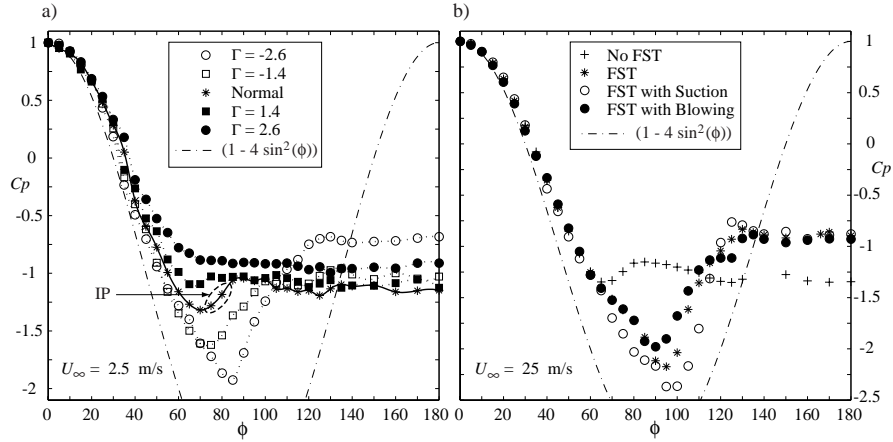 a)
1
0.5
0
Cp
-0.5
-1
-1.5
-2
0 20 40 60 80 100 120 140 160 180
ϕ
Γ = -2.6
Γ = -1.4
Normal
Γ = 1.4
Γ = 2.6
(1 - 4 sin²(ϕ))
IP
U∞ = 2.5 m/s
b)
No FST
FST
FST with Suction
FST with Blowing
(1 - 4 sin²(ϕ))
U∞ = 25 m/s
1
0.5
0
Cp
-0.5
-1
-1.5
-2
-2.5
0 20 40 60 80 100 120 140 160 180
ϕ